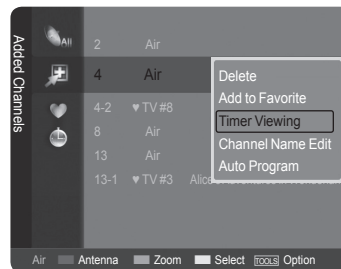 Added Channels
All
2 Air
4 Air
4-2 ♥ TV #8
8 Air
13 Air
13-1 ♥ TV #3 Alice
Delete
Add to Favorite
Timer Viewing
Channel Name Edit
Auto Program
Air Antenna Zoom Select TOOLS Option